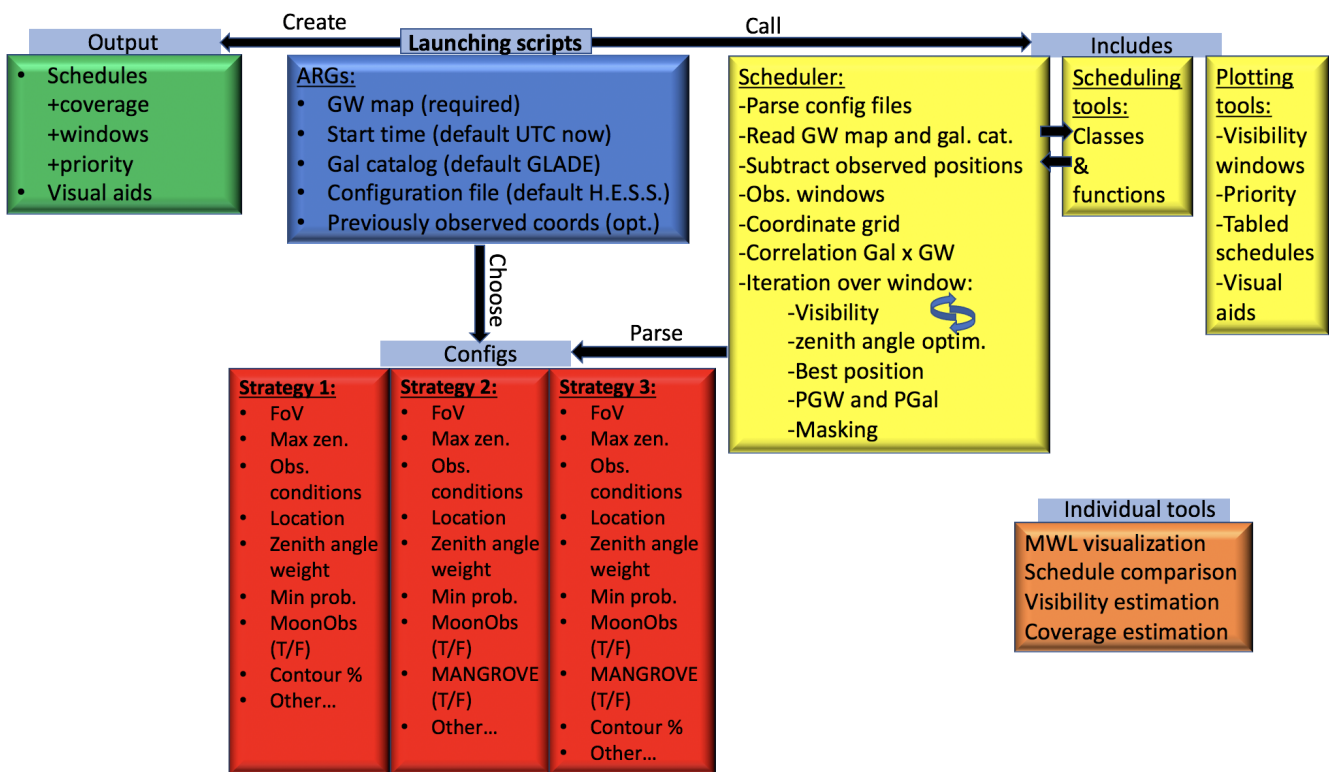 Create
Call
Output
Launching scripts
Includes
• Schedules
+coverage
+windows
+priority
• Visual aids
ARGs:
• GW map (required)
• Start time (default UTC now)
• Gal catalog (default GLADE)
• Configuration file (default H.E.S.S.)
• Previously observed coords (opt.)
Scheduler:
-Parse config files
-Read GW map and gal. cat.
-Subtract observed positions
-Obs. windows
-Coordinate grid
-Correlation Gal x GW
-Iteration over window:
-Visibility
-zenith angle optim.
-Best position
-PGW and PGal
-Masking
Scheduling
tools:
Classes
&
functions
Plotting
tools:
-Visibility
windows
-Priority
-Tabled
schedules
-Visual
aids
Choose
Parse
Configs
Strategy 1:
• FoV
• Max zen.
• Obs.
conditions
• Location
• Zenith angle
weight
• Min prob.
• MoonObs
(T/F)
• Contour %
• Other...
Strategy 2:
• FoV
• Max zen.
• Obs.
conditions
• Location
• Zenith angle
weight
• Min prob.
• MoonObs
(T/F)
• MANGROVE
(T/F)
• Other...
Strategy 3:
• FoV
• Max zen.
• Obs.
conditions
• Location
• Zenith angle
weight
• Min prob.
• MoonObs
(T/F)
• MANGROVE
(T/F)
• Contour %
• Other...
Individual tools
MWL visualization
Schedule comparison
Visibility estimation
Coverage estimation